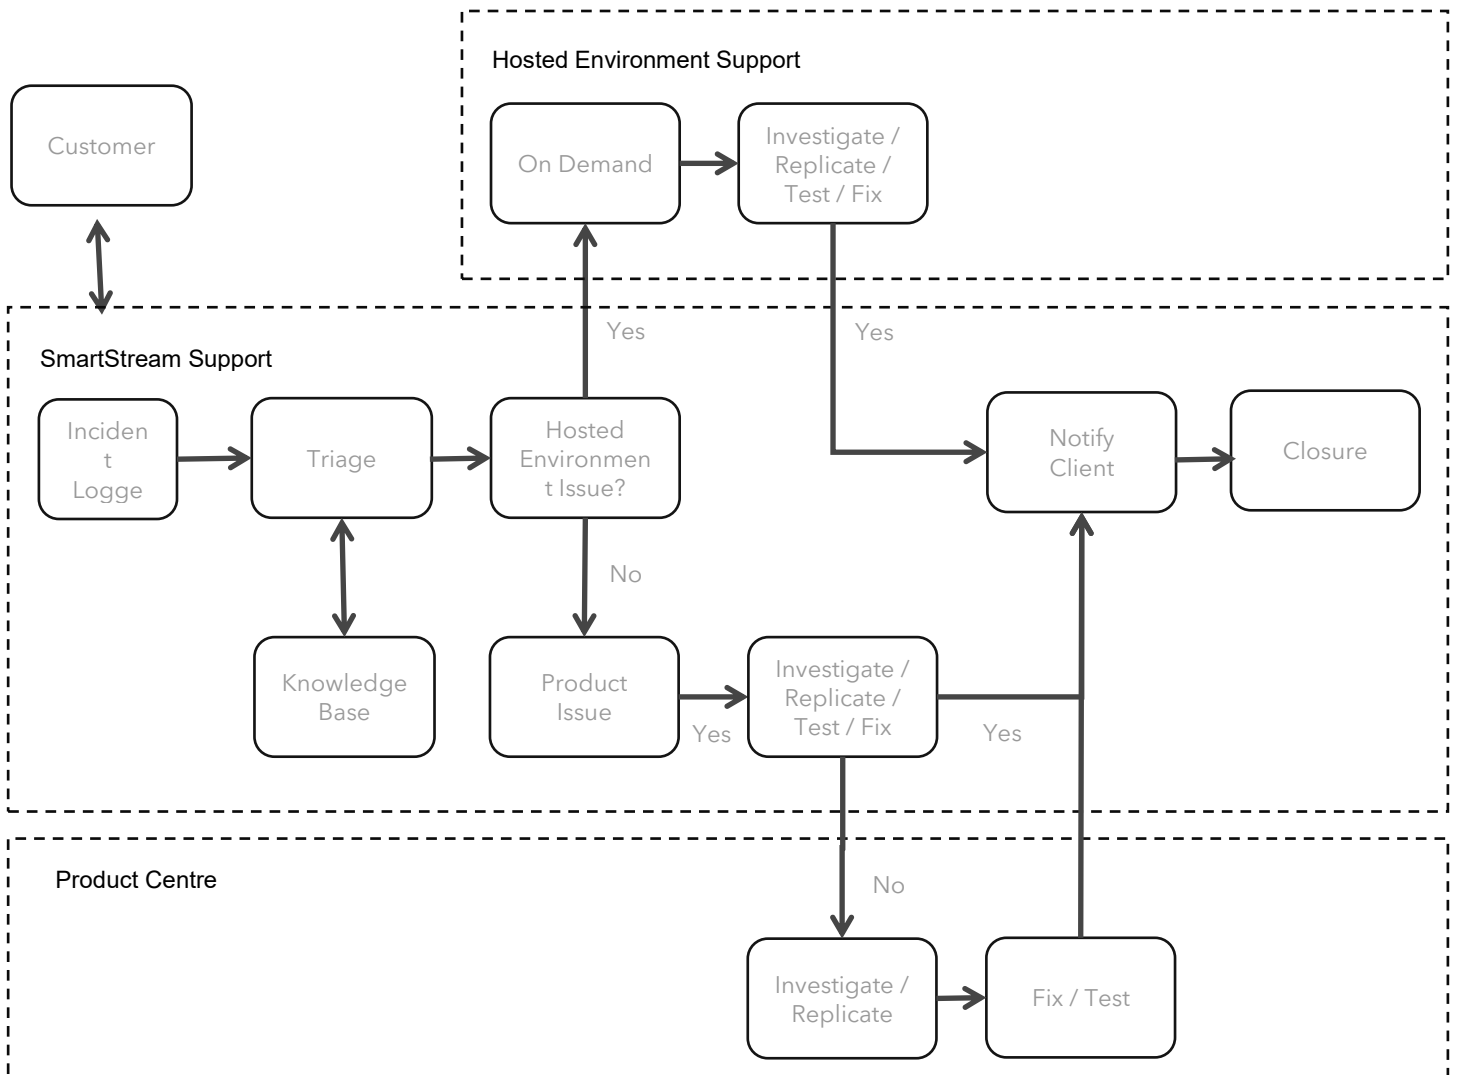 Hosted Environment Support
Customer
On Demand
Investigate /
Replicate /
Test / Fix
Yes
Yes
SmartStream Support
Inciden
t
Logge
Triage
Hosted
Environmen
t Issue?
Notify
Client
Closure
No
Knowledge
Base
Product
Issue
Yes
Investigate /
Replicate /
Test / Fix
Yes
Product Centre
No
Investigate /
Replicate
Fix / Test